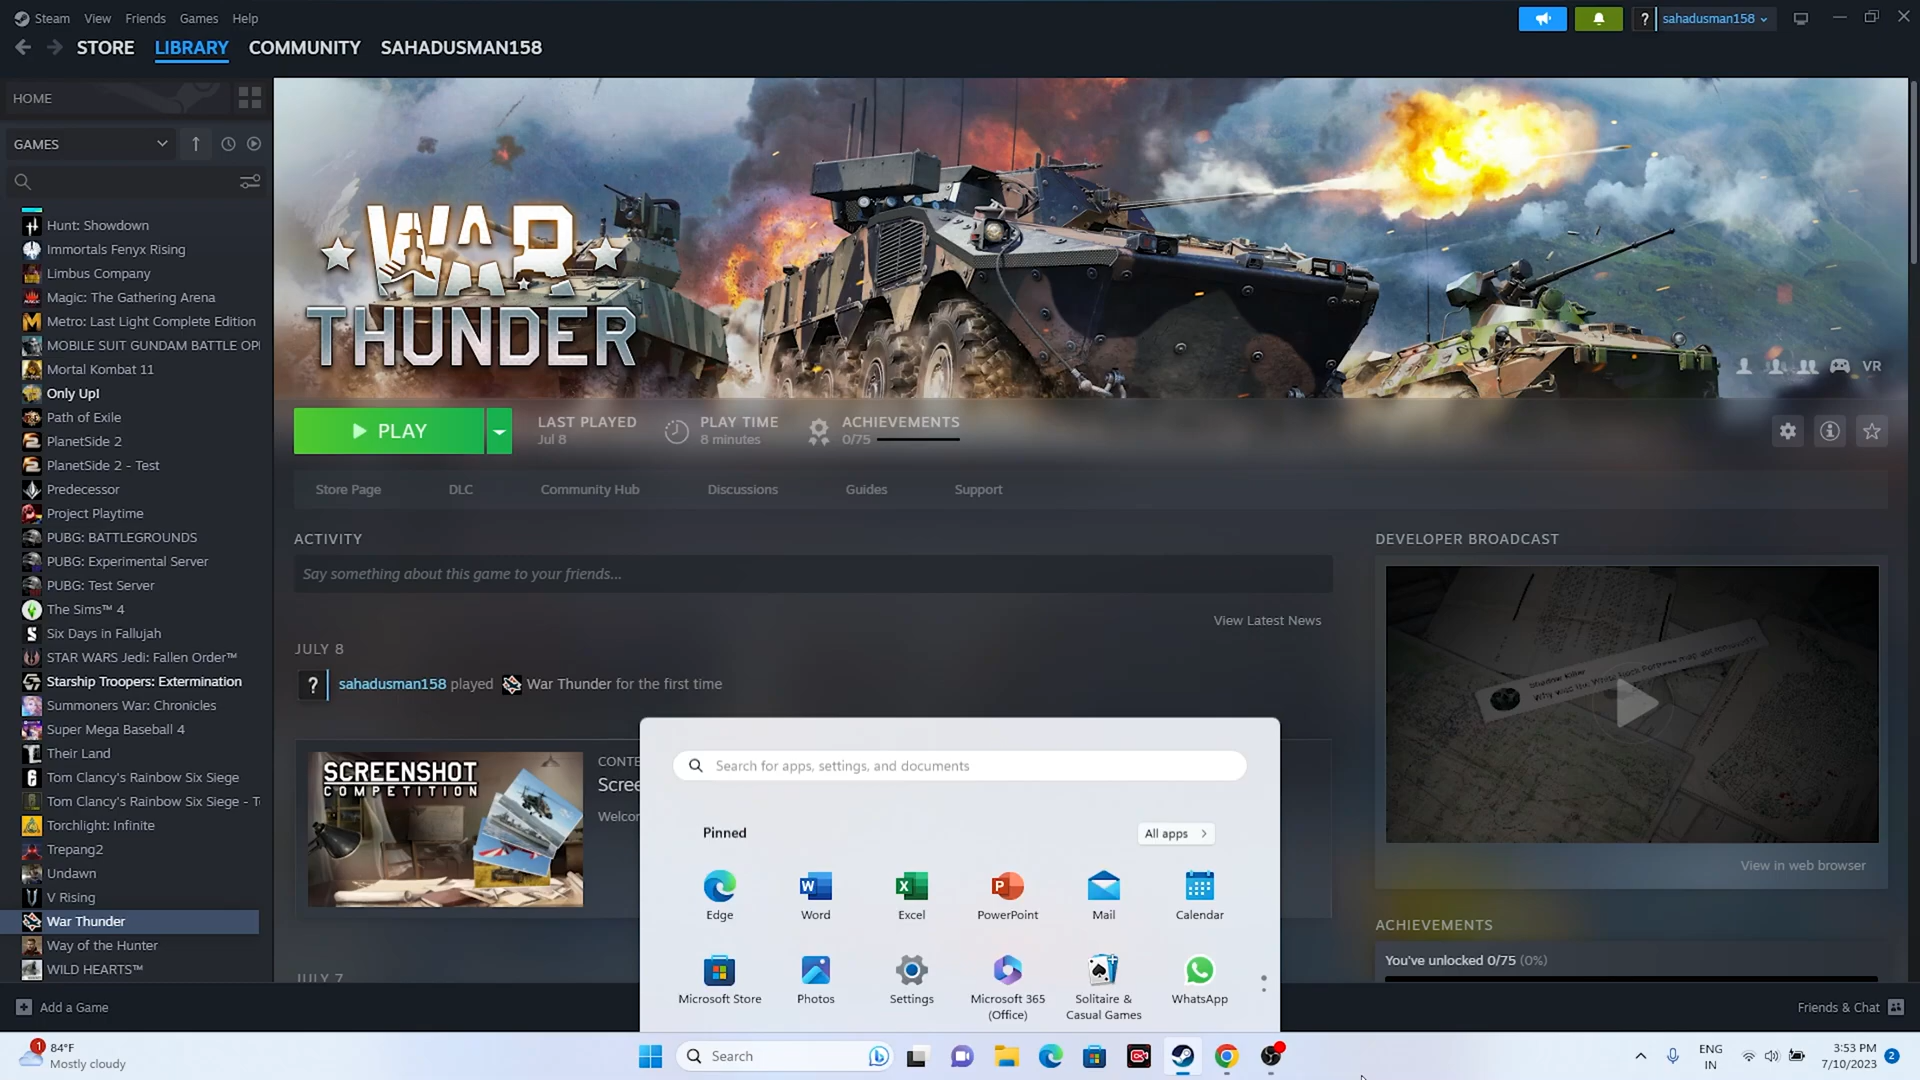 Steam View Friends Games Help
sahadusman158
STORE LIBRARY COMMUNITY SAHADUSMAN158
HOME
GAMES
Hunt: Showdown
Immortals Fenyx Rising
Limbus Company
Magic: The Gathering Arena
Metro: Last Light Complete Edition
MOBILE SUIT GUNDAM BATTLE OP
Mortal Kombat 11
Only Up!
Path of Exile
PlanetSide 2
PlanetSide 2 - Test
Predecessor
Project Playtime
PUBG: BATTLEGROUNDS
PUBG: Experimental Server
PUBG: Test Server
The Sims™ 4
Six Days in Fallujah
STAR WARS Jedi: Fallen Order™
Starship Troopers: Extermination
Summoners War: Chronicles
Super Mega Baseball 4
Their Land
Tom Clancy's Rainbow Six Siege
Tom Clancy's Rainbow Six Siege - T
Torchlight: Infinite
Trepang2
Undawn
V Rising
War Thunder
Way of the Hunter
WILD HEARTS™
Add a Game
WAR
THUNDER
VR
PLAY
LAST PLAYED
Jul 8
PLAY TIME
8 minutes
ACHIEVEMENTS
0/75
Store Page DLC Community Hub Discussions Guides Support
ACTIVITY
Say something about this game to your friends...
View Latest News
JULY 8
? sahadusman158 played War Thunder for the first time
SCREENSHOT
COMPETITION
CONTE
Scree
Welcor
JULY 7
DEVELOPER BROADCAST
Shadow Killer
View in web browser
ACHIEVEMENTS
You've unlocked 0/75 (0%)
Friends & Chat
Search for apps, settings, and documents
Pinned
All apps
Edge Word Excel PowerPoint Mail Calendar
Microsoft Store Photos Settings Microsoft 365 (Office) Solitaire & Casual Games WhatsApp
1
84°F
Mostly cloudy
Search
ENG
IN
3:53 PM
7/10/2023
2